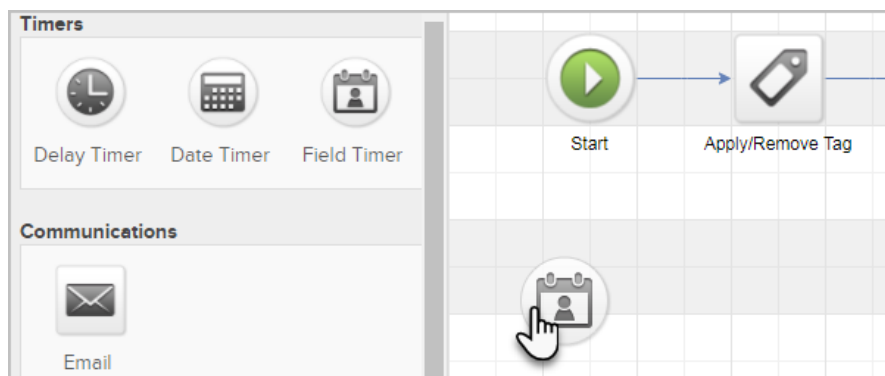 Timers
Delay Timer Date Timer Field Timer
Communications
Email
Start Apply/Remove Tag